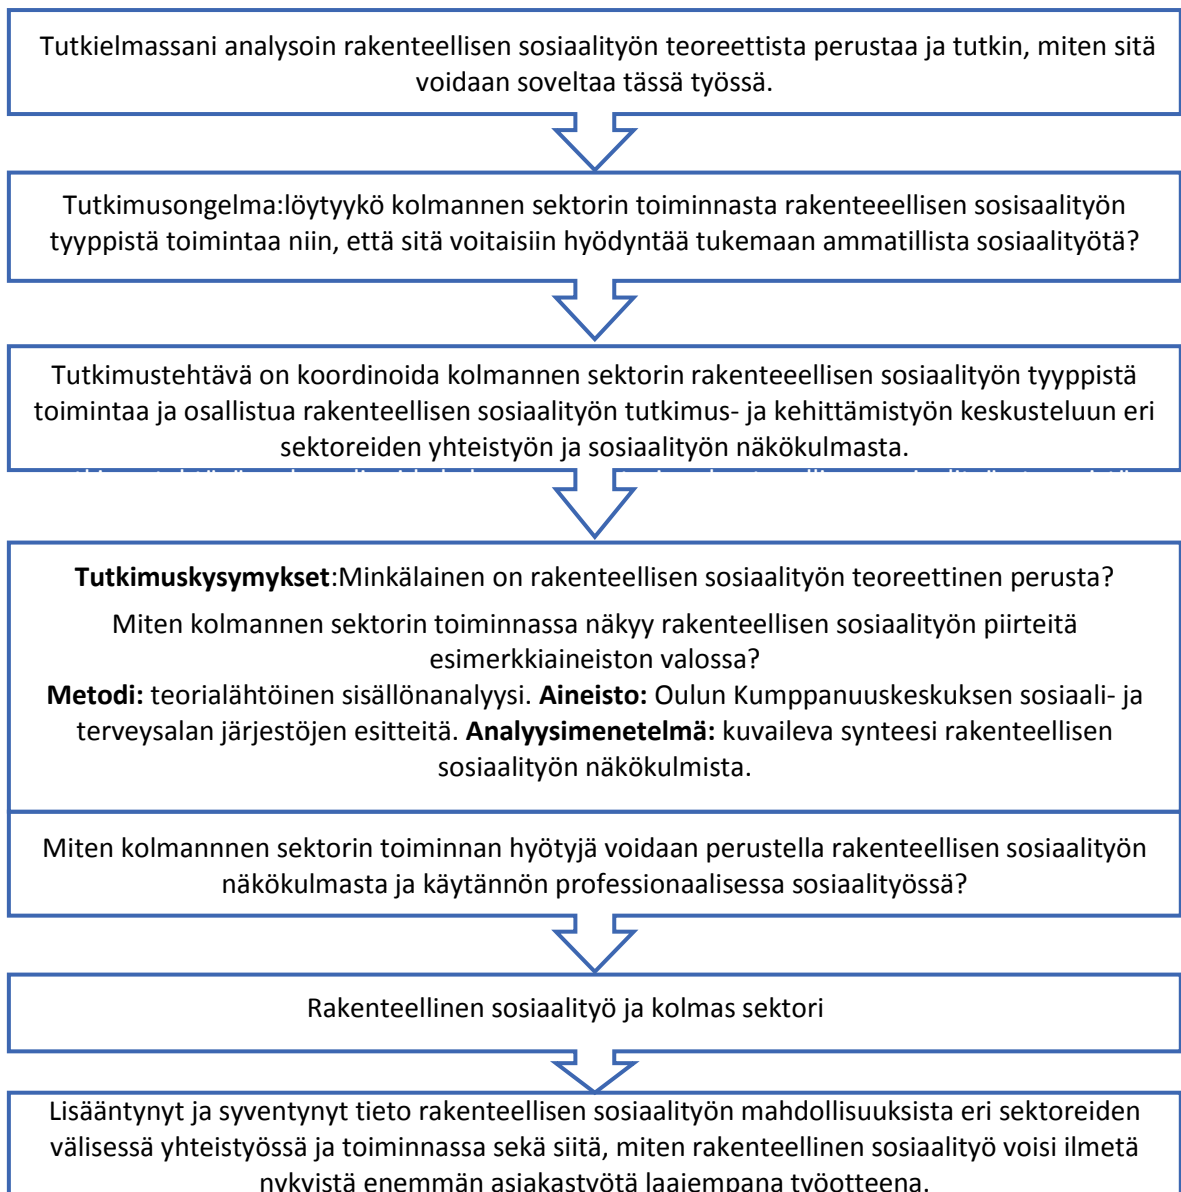 Tutkielmassani analysoin rakenteellisen sosiaalityön teoreettista perustaa ja tutkin, miten sitä
voidaan soveltaa tässä työssä.
Tutkimusongelma:löytyykö kolmannen sektorin toiminnasta rakenteeellisen sosisaalityön
tyyppistä toimintaa niin, että sitä voitaisiin hyödyntää tukemaan ammatillista sosiaalityötä?
Tutkimustehtävä on koordinoida kolmannen sektorin rakenteeellisen sosiaalityön tyyppistä
toimintaa ja osallistua rakenteellisen sosiaalityön tutkimus- ja kehittämistyön keskusteluun eri
sektoreiden yhteistyön ja sosiaalityön näkökulmasta.
Tutkimuskysymykset:Minkälainen on rakenteellisen sosiaalityön teoreettinen perusta?
Miten kolmannen sektorin toiminnassa näkyy rakenteellisen sosiaalityön piirteitä
esimerkkiaineiston valossa?
Metodi: teorialähtöinen sisällönanalyysi. Aineisto: Oulun Kumppanuuskeskuksen sosiaali- ja
terveysalan järjestöjen esitteitä. Analyysimenetelmä: kuvaileva synteesi rakenteellisen
sosiaalityön näkökulmista.
Miten kolmannnen sektorin toiminnan hyötyjä voidaan perustella rakenteellisen sosiaalityön
näkökulmasta ja käytännön professionaalisessa sosiaalityössä?
Rakenteellinen sosiaalityö ja kolmas sektori
Lisääntynyt ja syventynyt tieto rakenteellisen sosiaalityön mahdollisuuksista eri sektoreiden
välisessä yhteistyössä ja toiminnassa sekä siitä, miten rakenteellinen sosiaalityö voisi ilmetä
nykyistä enemmän asiakastyötä laajempana työotteena.